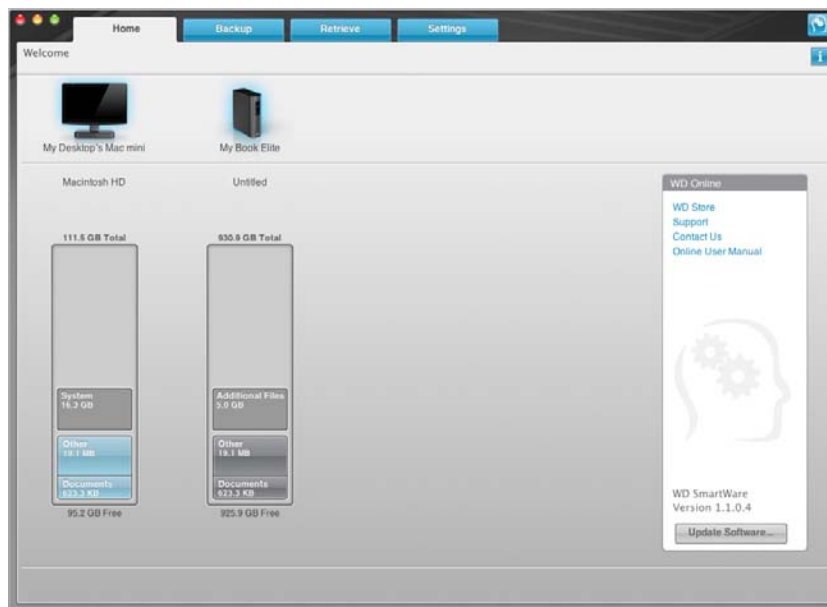 Home
Backup
Retrieve
Settings
Welcome
i
My Desktop's Mac mini
My Book Elite
Macintosh HD
Untitled
111.5 GB Total
930.9 GB Total
System
16.3 GB
Additional Files
5.0 GB
Other
19.1 MB
Other
19.1 MB
Documents
623.3 KB
Documents
623.3 KB
95.2 GB Free
925.9 GB Free
WD Online
WD Store
Support
Contact Us
Online User Manual
WD SmartWare
Version 1.1.0.4
Update Software...